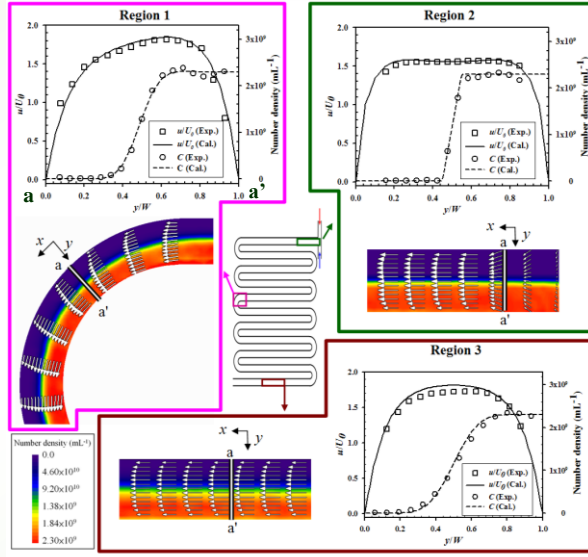 Region 1
2.0
1.5
1.0
0.5
0.0
u/U0
3x10⁹
2x10⁹
1x10⁹
0
Number density (mL⁻¹)
u/U0 (Exp.)
u/U0 (Cal.)
C (Exp.)
C (Cal.)
0.0 0.2 0.4 0.6 0.8 1.0
y/W
a
a'
x
y
a
a'
Region 2
2.0
1.5
1.0
0.5
0.0
u/U0
3x10⁹
2x10⁹
1x10⁹
0
Number density (mL⁻¹)
u/U0 (Exp.)
u/U0 (Cal.)
C (Exp.)
C (Cal.)
0.0 0.2 0.4 0.6 0.8 1.0
y/W
x
y
a
a'
Region 3
2.0
1.5
1.0
0.5
0.0
u/Uθ
3x10⁹
2x10⁹
1x10⁹
0
Number density (mL⁻¹)
u/Uθ (Exp.)
u/Uθ (Cal.)
C (Exp.)
C (Cal.)
0.0 0.2 0.4 0.6 0.8 1.0
y/W
x
y
a
a'
Number density (mL⁻¹)
0.0
4.60x10¹⁰
9.20x10¹⁰
1.38x10⁹
1.84x10⁹
2.30x10⁹